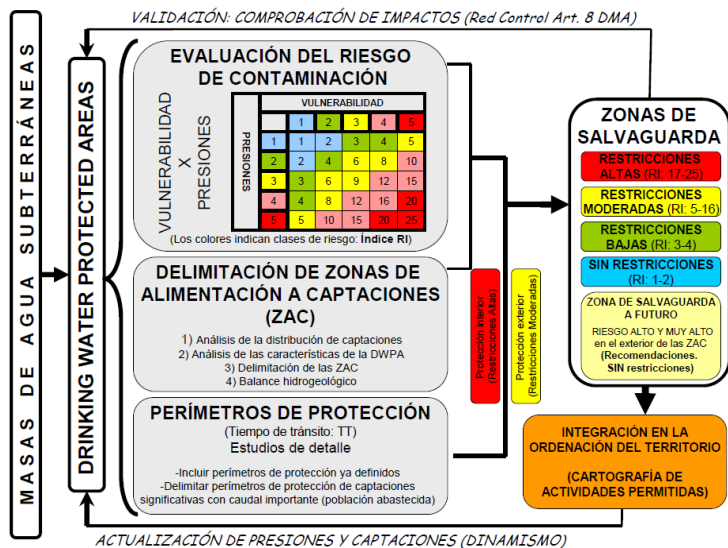 VALIDACIÓN: COMPROBACIÓN DE IMPACTOS (Red Control Art. 8 DMA)
MASAS DE AGUA SUBTERRÁNEAS
DRINKING WATER PROTECTED AREAS
EVALUACIÓN DEL RIESGO
DE CONTAMINACIÓN
VULNERABILIDAD
X
PRESIONES
VULNERABILIDAD
PRESIONES
1 2 3 4 5
1 1 2 3 4 5
2 2 4 6 8 10
3 3 6 9 12 15
4 4 8 12 16 20
5 5 10 15 20 25
(Los colores indican clases de riesgo: Índice RI)
DELIMITACIÓN DE ZONAS DE
ALIMENTACIÓN A CAPTACIONES
(ZAC)
1) Análisis de la distribución de captaciones
2) Análisis de las características de la DWPA
3) Delimitación de las ZAC
4) Balance hidrogeológico
PERÍMETROS DE PROTECCIÓN
(Tiempo de tránsito: TT)
Estudios de detalle
-Incluir perímetros de protección ya definidos
-Delimitar perímetros de protección de captaciones
significativas con caudal importante (población abastecida)
Protección interior
(Restricciones Altas)
Protección exterior
(Restricciones Moderadas)
ZONAS DE
SALVAGUARDA
RESTRICCIONES
ALTAS (RI: 17-25)
RESTRICCIONES
MODERADAS (RI: 5-16)
RESTRICCIONES
BAJAS (RI: 3-4)
SIN RESTRICCIONES
(RI: 1-2)
ZONA DE SALVAGUARDA
A FUTURO
RIESGO ALTO Y MUY ALTO
en el exterior de las ZAC
(Recomendaciones.
SIN restricciones)
INTEGRACIÓN EN LA
ORDENACIÓN DEL TERRITORIO
(CARTOGRAFÍA DE
ACTIVIDADES PERMITIDAS)
ACTUALIZACIÓN DE PRESIONES Y CAPTACIONES (DINAMISMO)